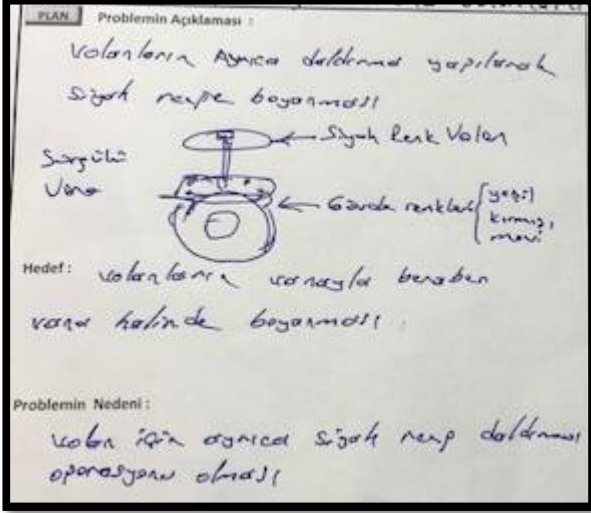 PLAN Problemin Açıklaması :
Volanların Ayrıca daldırma yapılarak
Siyah renge boyanması
Siyah Renk Volan
Sürgülü
Vana
Gövde renkleri
yeşil
kırmızı,
mavi
Hedef : volanların vanayla beraber
vana halinde boyanması
Problemin Nedeni :
volan için ayrıca siyah renge daldırma
operasyonu olması